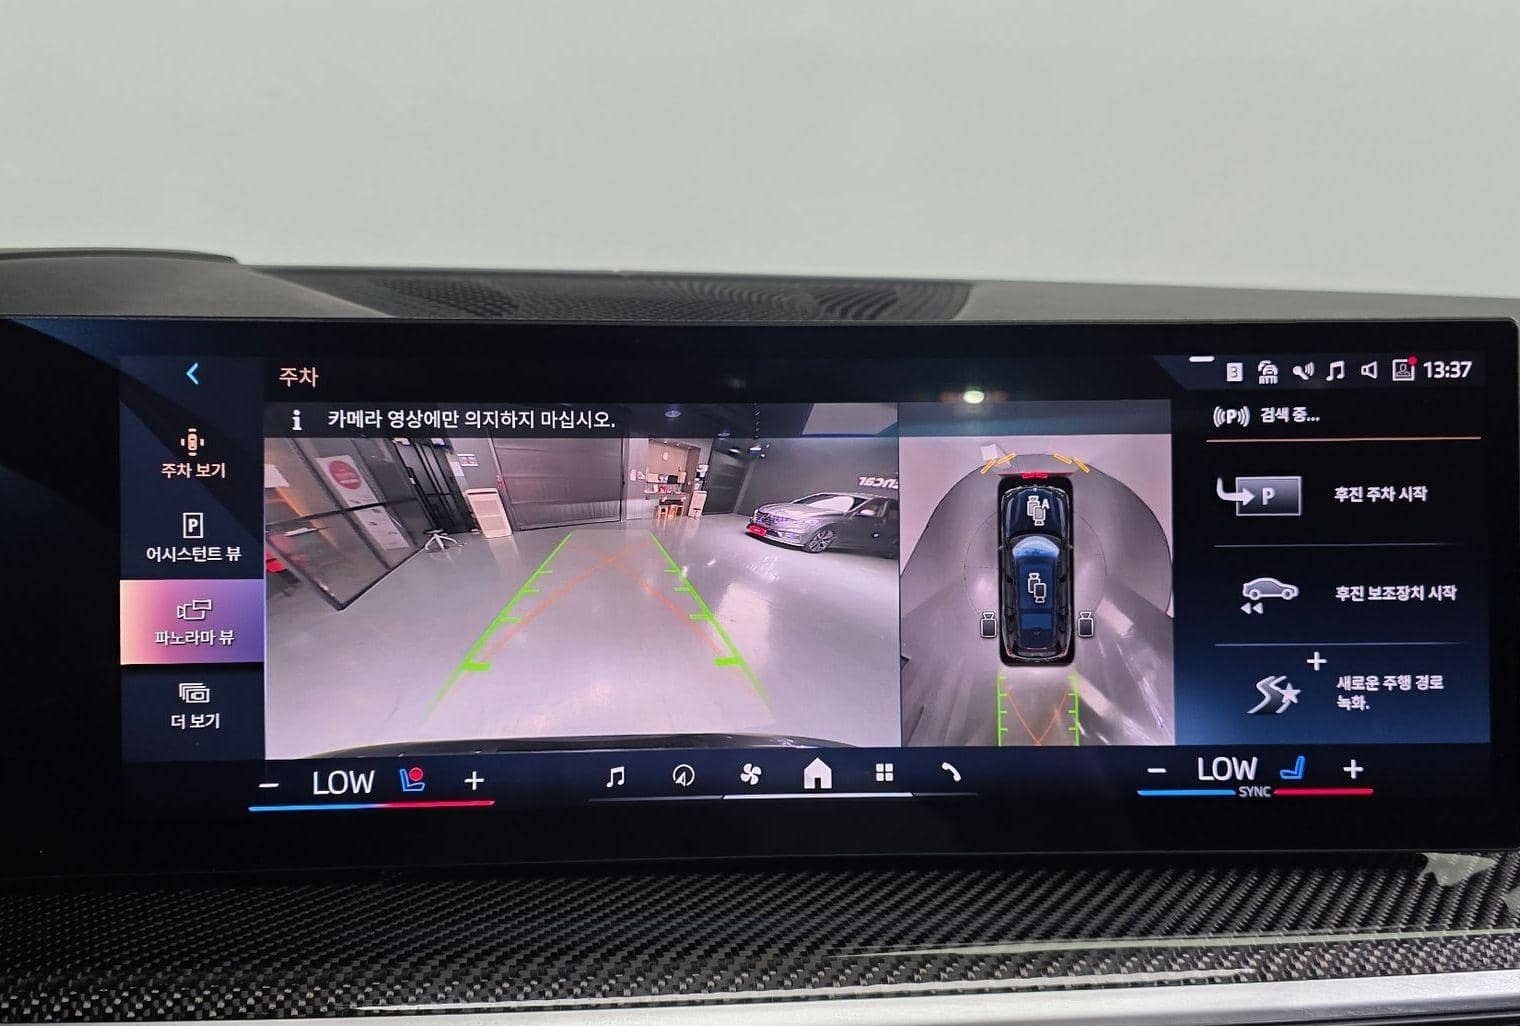 주차
3
13:37
주차 보기
어시스턴트 뷰
파노라마 뷰
더 보기
i 카메라 영상에만 의지하지 마십시오.
A
((P)) 검색 중...
P 후진 주차 시작
후진 보조장치 시작
새로운 주행 경로
녹화.
- LOW +
- LOW +
SYNC